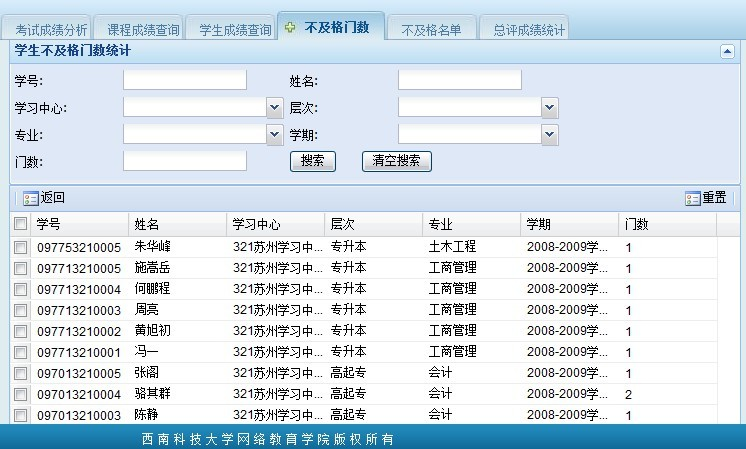 考试成绩分析 课程成绩查询 学生成绩查询 不及格门数 不及格名单 总评成绩统计
学生不及格门数统计
学号: 姓名:
学习中心: 层次:
专业: 学期:
门数: 搜索 清空搜索
返回 重置
学号 姓名 学习中心 层次 专业 学期 门数
097753210005 朱华峰 321苏州学习中... 专升本 土木工程 2008-2009学... 1
097713210005 施嵩岳 321苏州学习中... 专升本 工商管理 2008-2009学... 1
097713210004 何鹏程 321苏州学习中... 专升本 工商管理 2008-2009学... 1
097713210003 周亮 321苏州学习中... 专升本 工商管理 2008-2009学... 1
097713210002 黄旭初 321苏州学习中... 专升本 工商管理 2008-2009学... 1
097713210001 冯一 321苏州学习中... 专升本 工商管理 2008-2009学... 1
097013210005 张阁 321苏州学习中... 高起专 会计 2008-2009学... 1
097013210004 骆其群 321苏州学习中... 高起专 会计 2008-2009学... 2
097013210003 陈静 321苏州学习中... 高起专 会计 2008-2009学... 1
西南科技大学网络教育学院版权所有